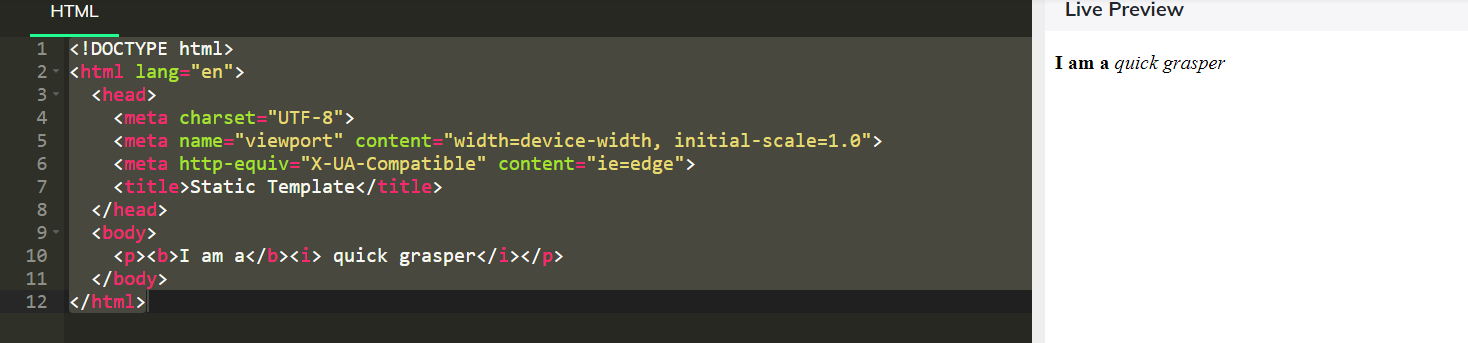 HTML
1 <!DOCTYPE html>
2 <html lang="en">
3 <head>
4 <meta charset="UTF-8">
5 <meta name="viewport" content="width=device-width, initial-scale=1.0">
6 <meta http-equiv="X-UA-Compatible" content="ie=edge">
7 <title>Static Template</title>
8 </head>
9 <body>
10 <p><b>I am a</b><i> quick grasper</i></p>
11 </body>
12 </html>
Live Preview
I am a quick grasper